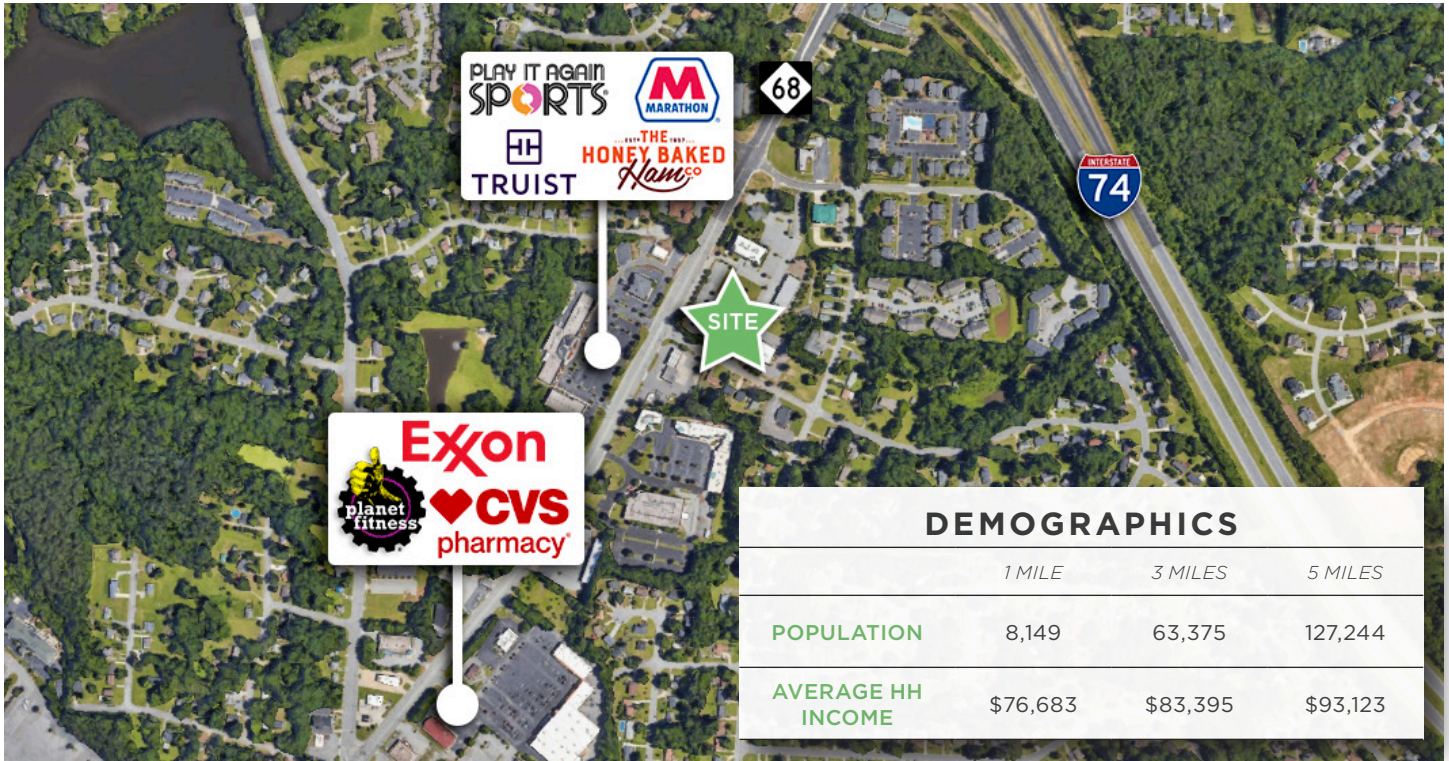 PLAY IT AGAIN
SPORTS
M
MARATHON
TRUIST
EST THE 1957
HONEY BAKED
Ham CO
68
INTERSTATE
74
SITE
Exxon
planet
fitness
CVS
pharmacy
DEMOGRAPHICS
1 MILE 3 MILES 5 MILES
POPULATION 8,149 63,375 127,244
AVERAGE HH
INCOME $76,683 $83,395 $93,123